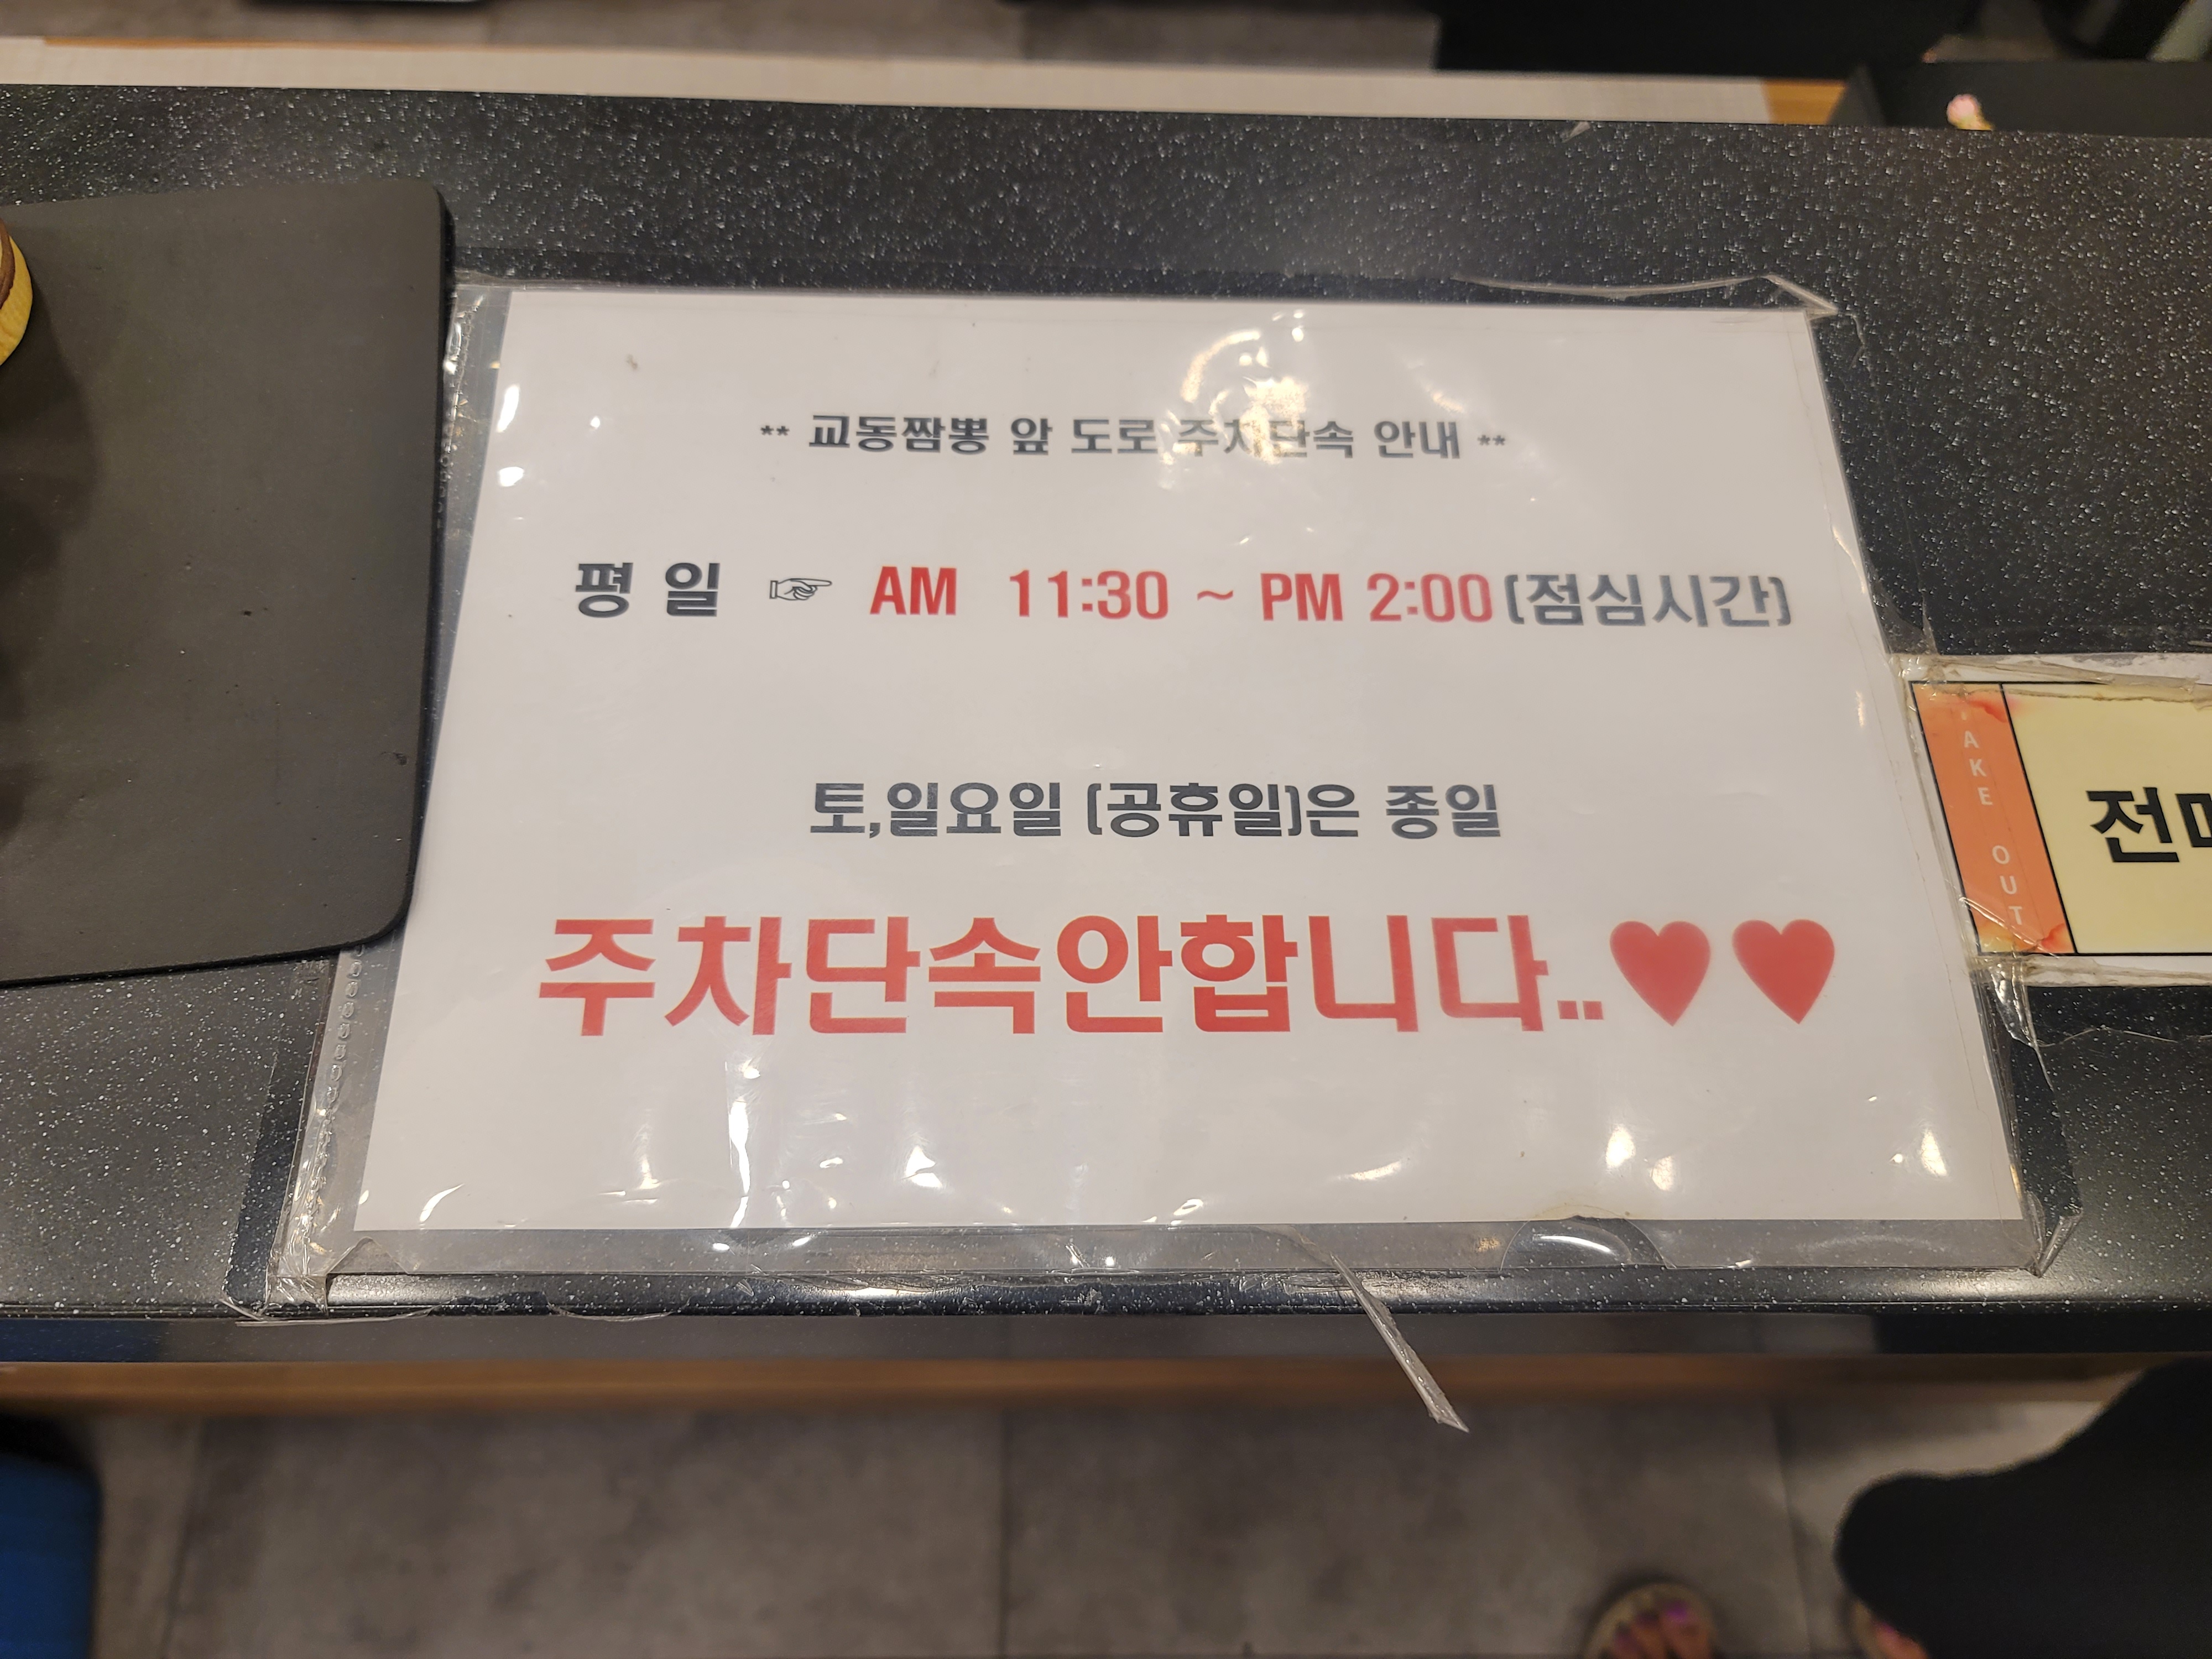 ** 교동짬뽕 앞 도로 주차단속 안내 **
평 일 ☞ AM 11:30 ~ PM 2:00 (점심시간)
토,일요일 (공휴일)은 종일
주차단속안합니다..♥♥
TAKE OUT
전